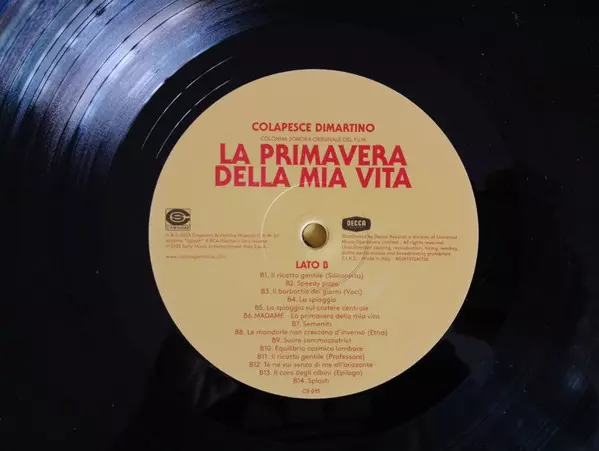 COLAPESCE DIMARTINO
COLONNA SONORA ORIGINALE DEL FILM
LA PRIMAVERA
DELLA MIA VITA
DECCA
LATO B
B1. Il ricatto gentile (Salinaretta)
B2. Speedy pizza
B3. Il barbactio dei giorni (Voci)
B4. La spiaggia
B5. La spiaggia sul costere centrale
B6. MADAME - La primavera della mia vita
B7. Sementi
B8. Le mandorle non crescono d'inverno (Etna)
B9. Suore sommozzatrici
B10. Equilibrio cosmico lombare
B11. Il ricatto gentile (Professore)
B12. Te ne vai senza di me all'orizzonte
B13. Il coro degli albini (Epilogo)
B14. Splash